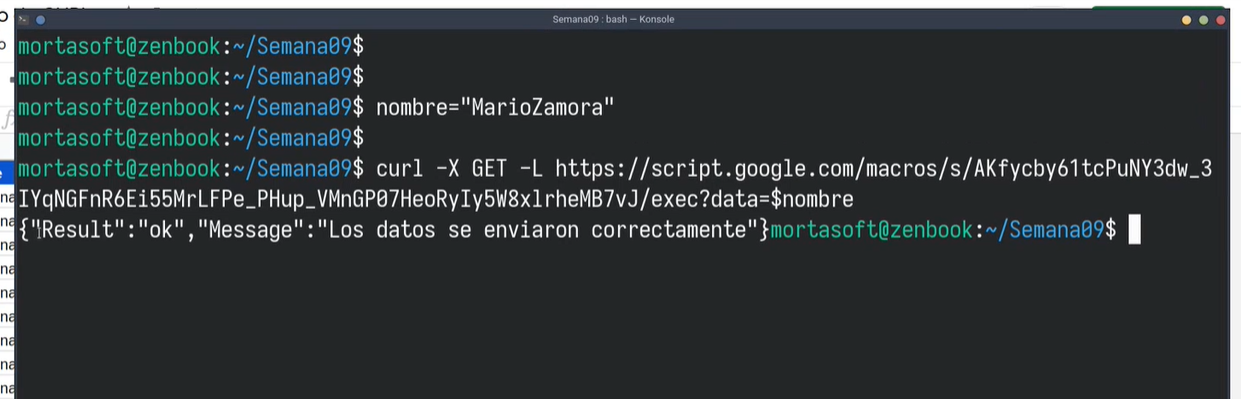 Semana09 : bash — Konsole
mortasoft@zenbook:~/Semana09$
mortasoft@zenbook:~/Semana09$
mortasoft@zenbook:~/Semana09$ nombre="MarioZamora"
mortasoft@zenbook:~/Semana09$
mortasoft@zenbook:~/Semana09$ curl -X GET -L https://script.google.com/macros/s/AKfycby61tcPuNY3dw_3
IYqNGFnR6Ei55MrLFPe_PHup_VMnGP07HeoRyIy5W8xlrheMB7vJ/exec?data=$nombre
{"Result":"ok","Message":"Los datos se enviaron correctamente"}mortasoft@zenbook:~/Semana09$